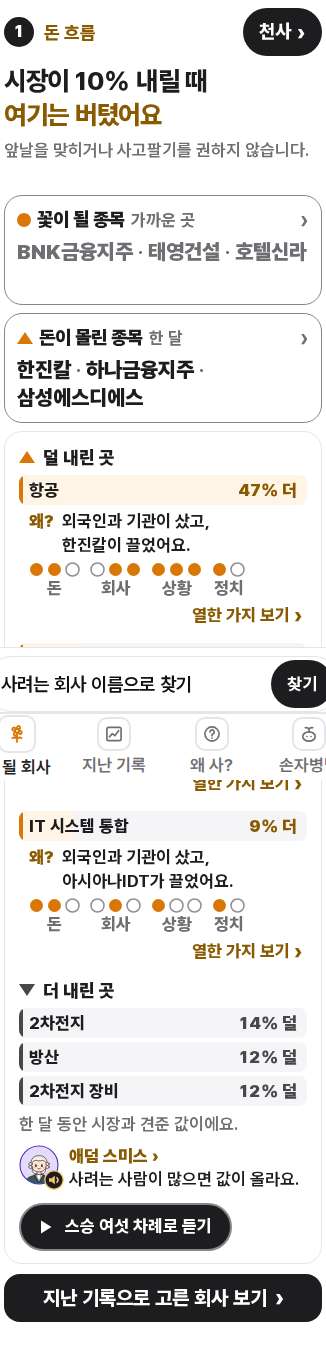 1 돈 흐름
천사 ›
시장이 10% 내릴 때
여기는 버텼어요
앞날을 맞히거나 사고팔기를 권하지 않습니다.
꽃이 될 종목 가까운 곳 ›
BNK금융지주 · 태영건설 · 호텔신라
돈이 몰린 종목 한 달 ›
한진칼 · 하나금융지주 ·
삼성에스디에스
덜 내린 곳
항공 47% 더
왜? 외국인과 기관이 샀고,
한진칼이 끌었어요.
돈 회사 상황 정치
열한 가지 보기 ›
사려는 회사 이름으로 찾기 찾기
될 회사 지난 기록 왜 사? 손자병
열한 가지 보기 ›
IT 시스템 통합 9% 더
왜? 외국인과 기관이 샀고,
아시아나IDT가 끌었어요.
돈 회사 상황 정치
열한 가지 보기 ›
더 내린 곳
2차전지 14% 덜
방산 12% 덜
2차전지 장비 12% 덜
한 달 동안 시장과 견준 값이에요.
애덤 스미스 ›
사려는 사람이 많으면 값이 올라요.
스승 여섯 차례로 듣기
지난 기록으로 고른 회사 보기 ›